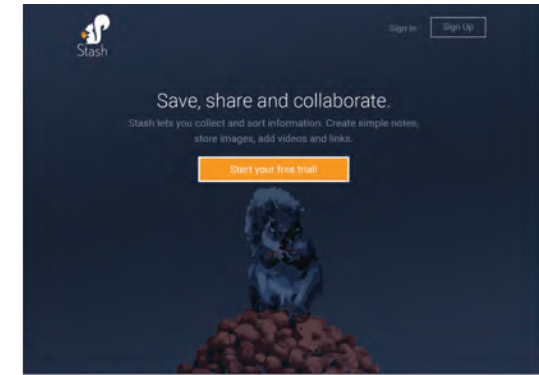 Stash
Sign In
Sign Up
Save, share and collaborate.
Stash lets you collect and sort information. Create simple notes,
store images, add videos and links.
Start your free trial!